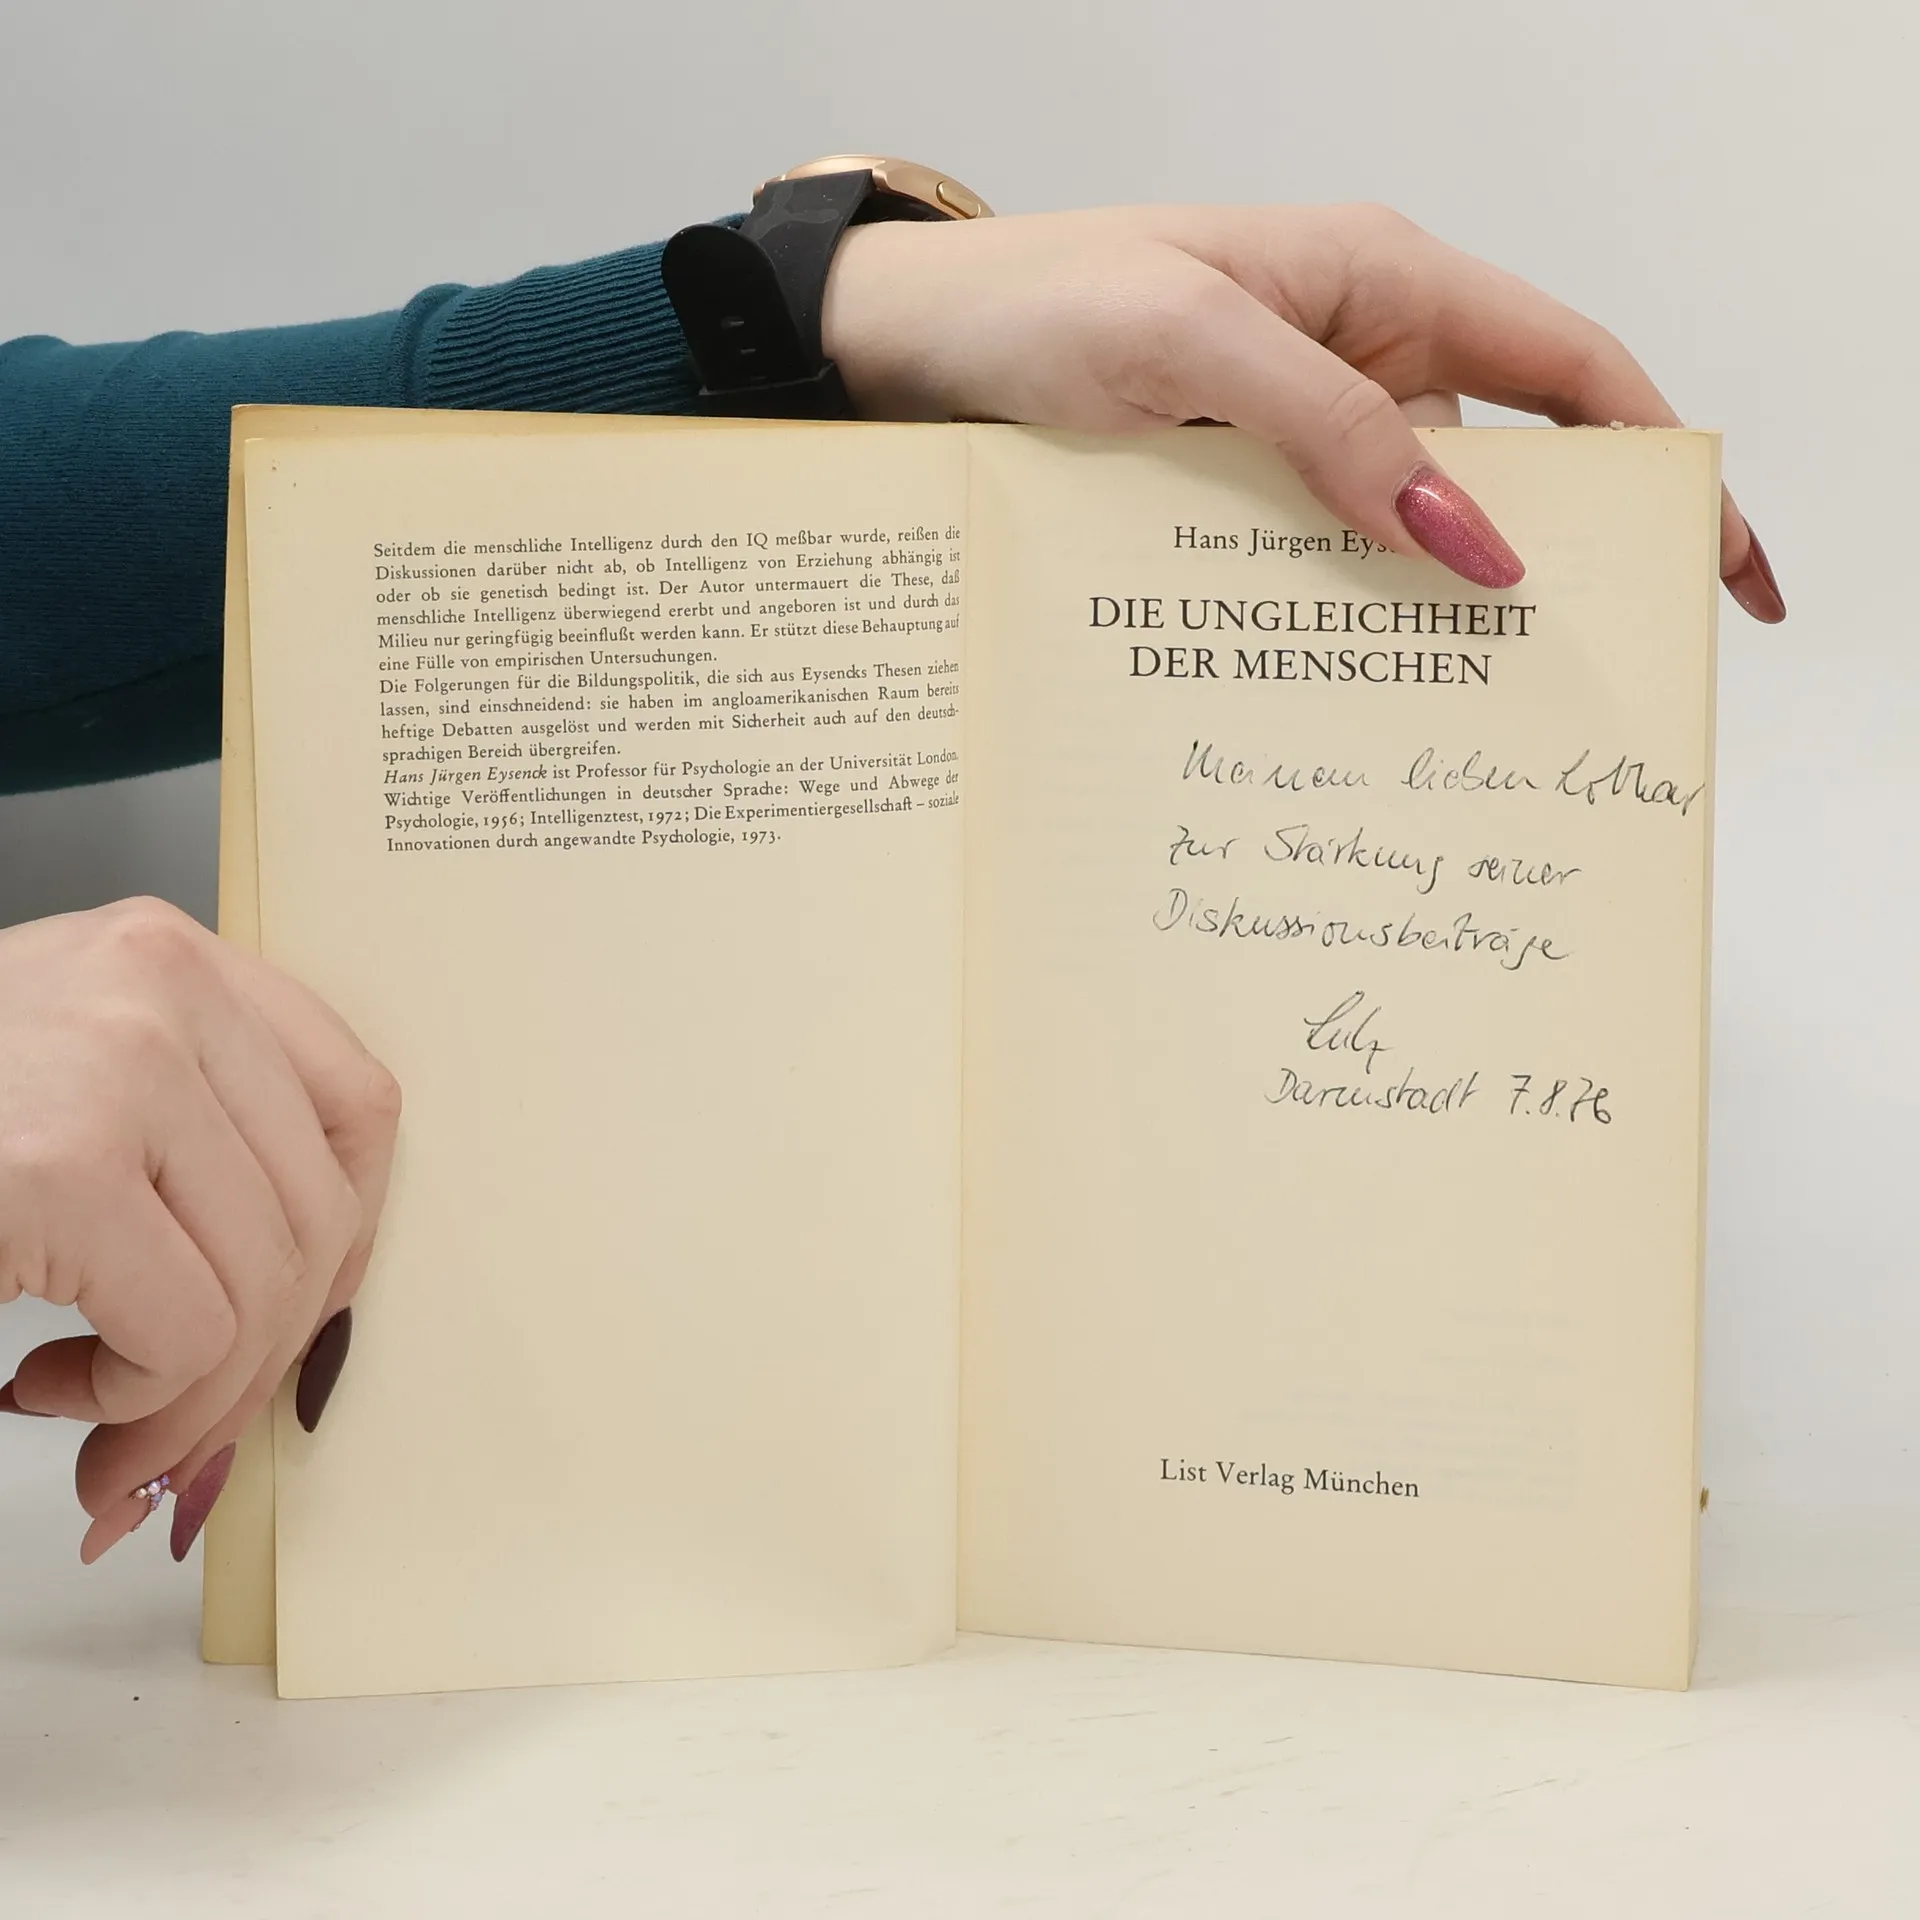 Seitdem die menschliche Intelligenz durch den IQ meßbar wurde, reißen die
Diskussionen darüber nicht ab, ob Intelligenz von Erziehung abhängig ist
oder ob sie genetisch bedingt ist. Der Autor untermauert die These, daß
menschliche Intelligenz überwiegend ererbt und angeboren ist und durch das
Milieu nur geringfügig beeinflußt werden kann. Er stützt diese Behauptung auf
eine Fülle von empirischen Untersuchungen.
Die Folgerungen für die Bildungspolitik, die sich aus Eysencks Thesen ziehen
lassen, sind einschneidend: sie haben im angloamerikanischen Raum bereits
heftige Debatten ausgelöst und werden mit Sicherheit auch auf den deutsch-
sprachigen Bereich übergreifen.
Hans Jürgen Eysenck ist Professor für Psychologie an der Universität London.
Wichtige Veröffentlichungen in deutscher Sprache: Wege und Abwege der
Psychologie, 1956; Intelligenztest, 1972; Die Experimentiergesellschaft – soziale
Innovationen durch angewandte Psychologie, 1973.
Hans Jürgen Eys
DIE UNGLEICHHEIT
DER MENSCHEN
Meinem lieben Lothar
zur Stärkung seiner
Diskussionsbeiträge
Darmstadt 7.8.76
List Verlag München